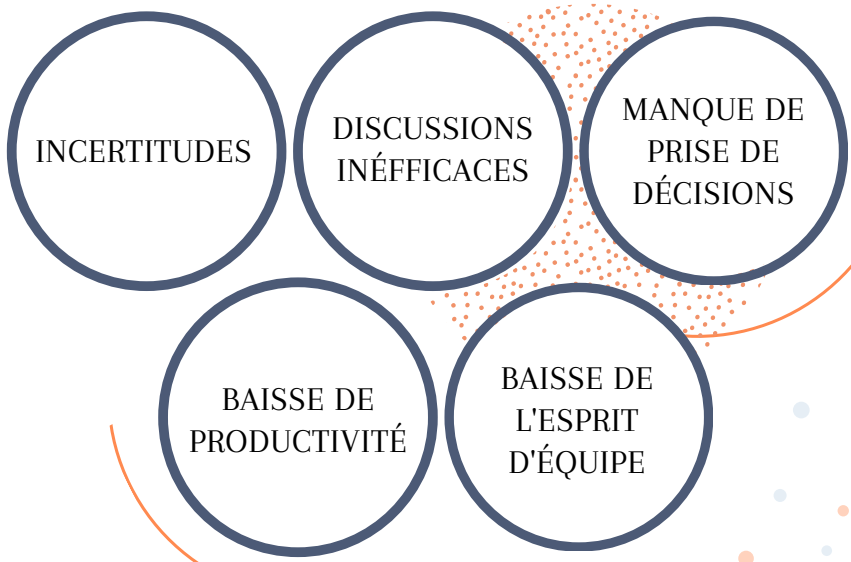 INCERTITUDES
DISCUSSIONS
INÉFFICACES
MANQUE DE
PRISE DE
DÉCISIONS
BAISSE DE
PRODUCTIVITÉ
BAISSE DE
L'ESPRIT
D'ÉQUIPE